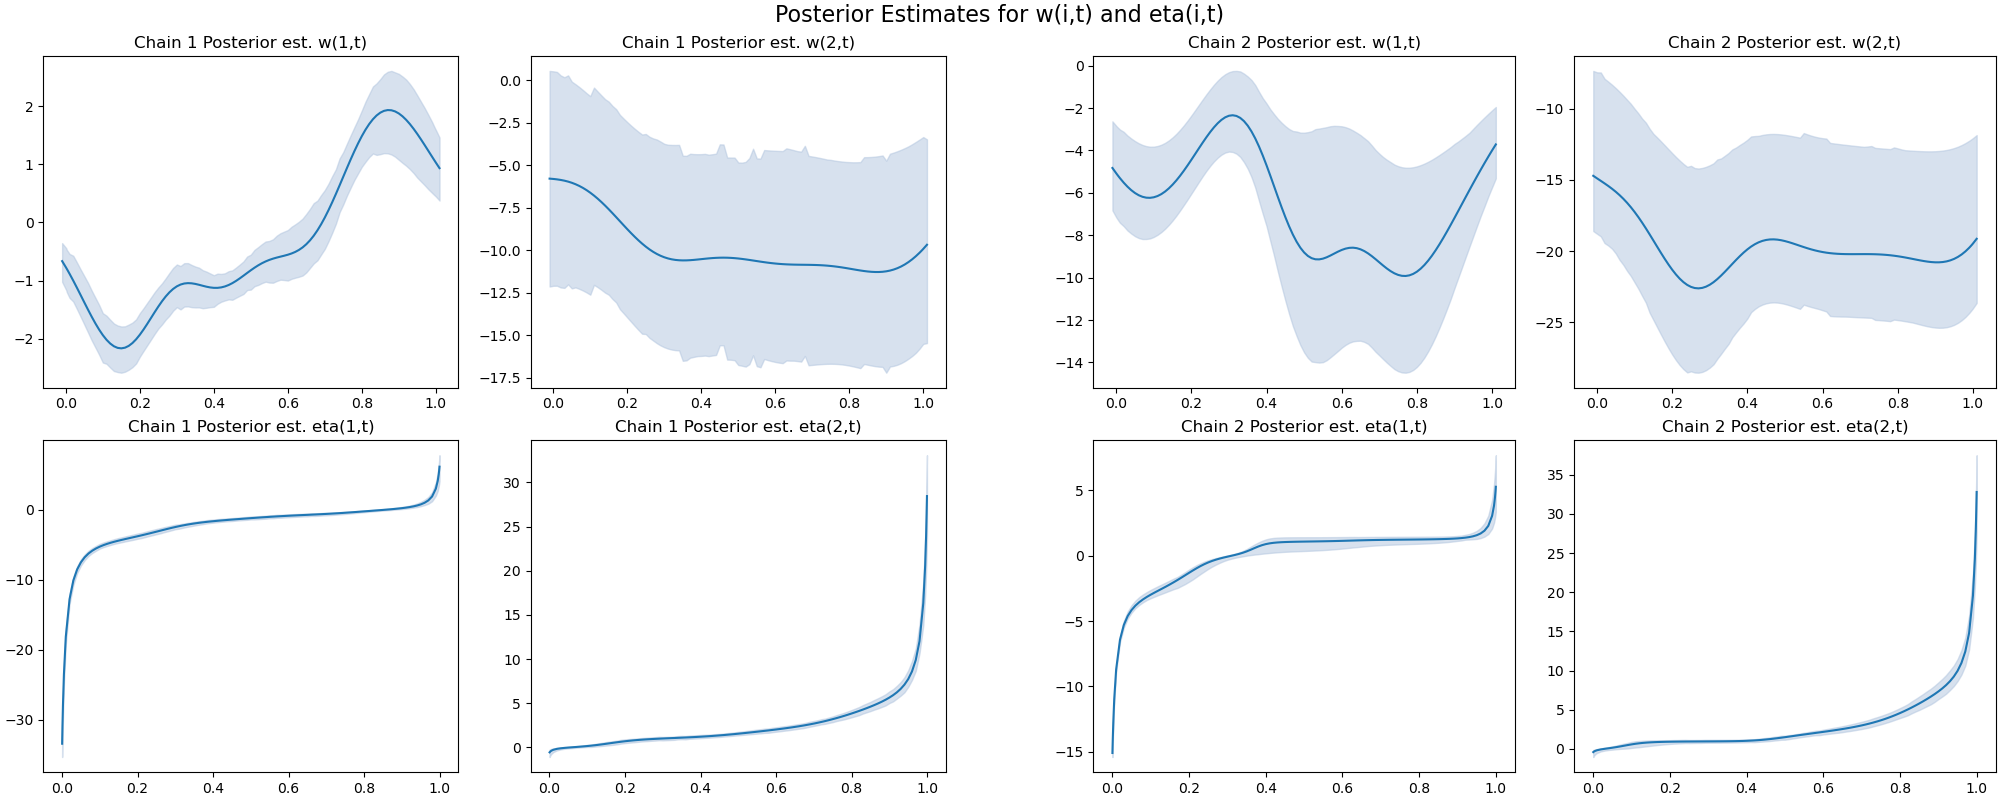 Posterior Estimates for w(i,t) and eta(i,t)
Chain 1 Posterior est. w(1,t)
2
1
0
−1
−2
0.0 0.2 0.4 0.6 0.8 1.0
Chain 1 Posterior est. w(2,t)
0.0
−2.5
−5.0
−7.5
−10.0
−12.5
−15.0
−17.5
0.0 0.2 0.4 0.6 0.8 1.0
Chain 2 Posterior est. w(1,t)
0
−2
−4
−6
−8
−10
−12
−14
0.0 0.2 0.4 0.6 0.8 1.0
Chain 2 Posterior est. w(2,t)
−10
−15
−20
−25
0.0 0.2 0.4 0.6 0.8 1.0
Chain 1 Posterior est. eta(1,t)
0
−10
−20
−30
0.0 0.2 0.4 0.6 0.8 1.0
Chain 1 Posterior est. eta(2,t)
30
25
20
15
10
5
0
0.0 0.2 0.4 0.6 0.8 1.0
Chain 2 Posterior est. eta(1,t)
5
0
−5
−10
−15
0.0 0.2 0.4 0.6 0.8 1.0
Chain 2 Posterior est. eta(2,t)
35
30
25
20
15
10
5
0
0.0 0.2 0.4 0.6 0.8 1.0